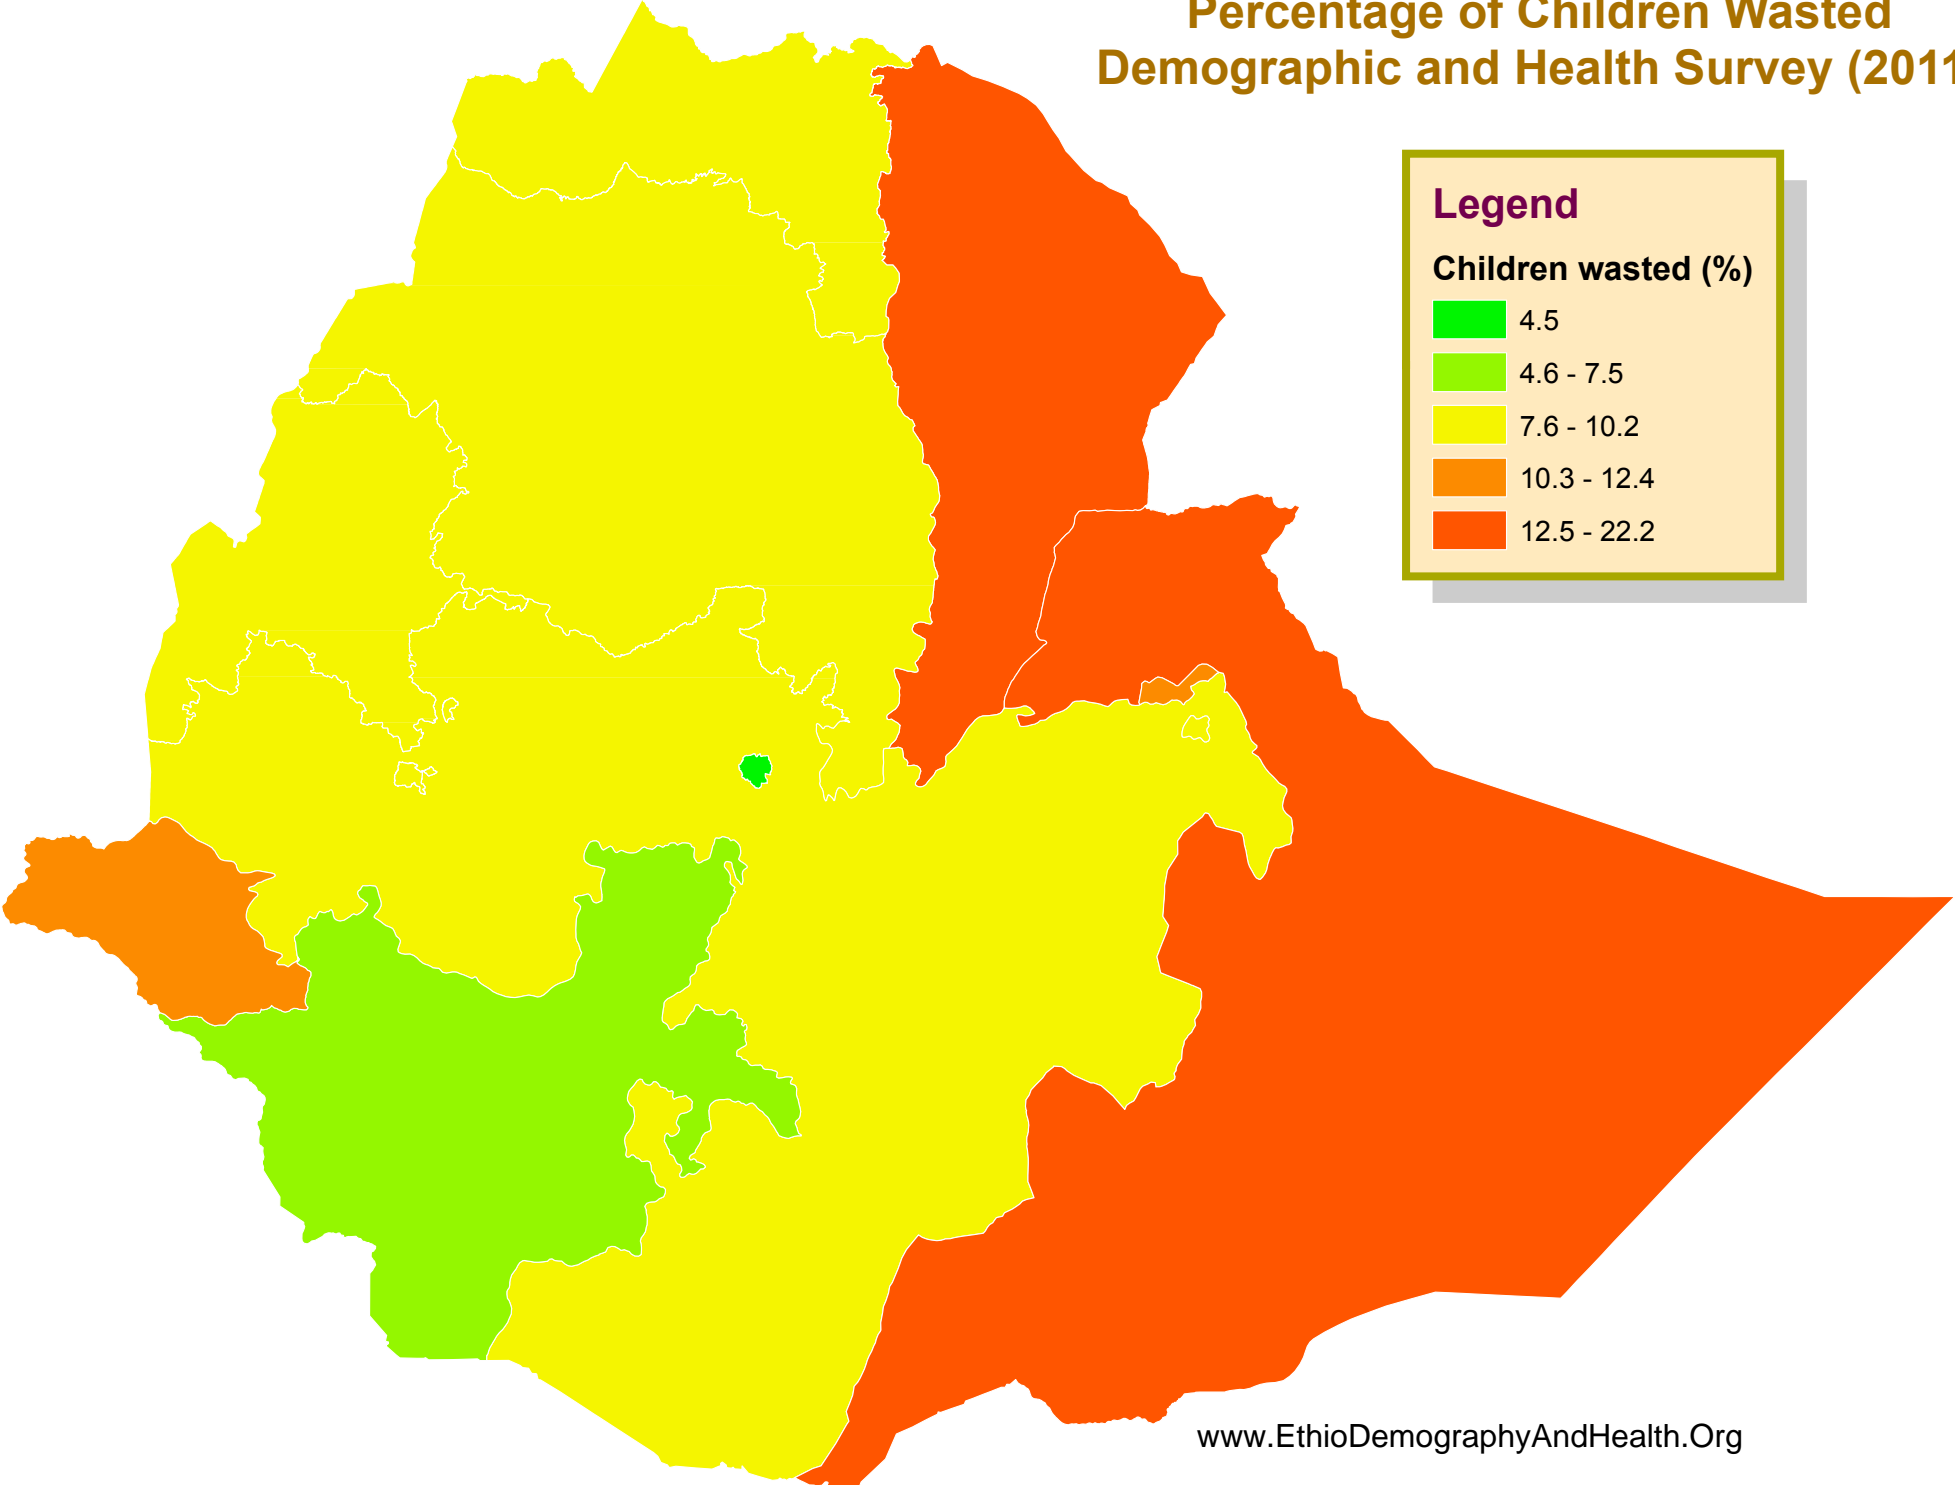 Percentage of Children Wasted
Demographic and Health Survey (2011
Legend
Children wasted (%)
4.5
4.6 - 7.5
7.6 - 10.2
10.3 - 12.4
12.5 - 22.2
www.EthioDemographyAndHealth.Org